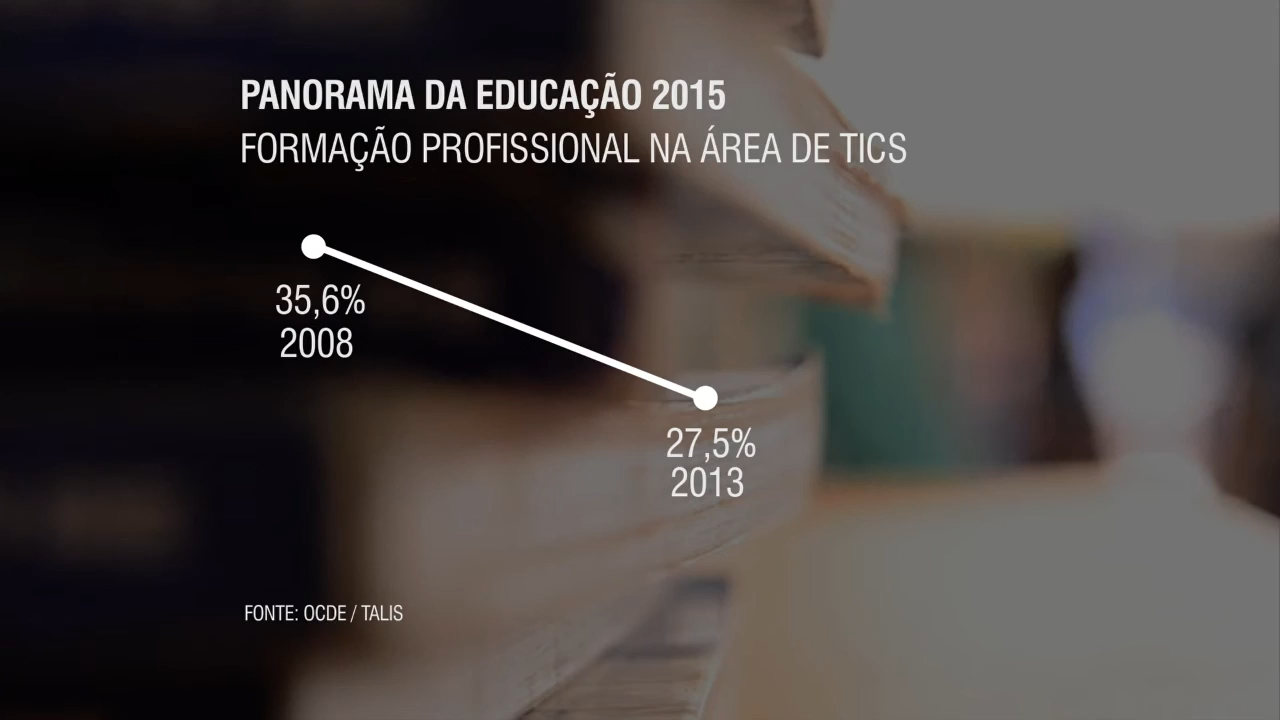 PANORAMA DA EDUCAÇÃO 2015
FORMAÇÃO PROFISSIONAL NA ÁREA DE TICS
35,6%
2008
27,5%
2013
FONTE: OCDE / TALIS